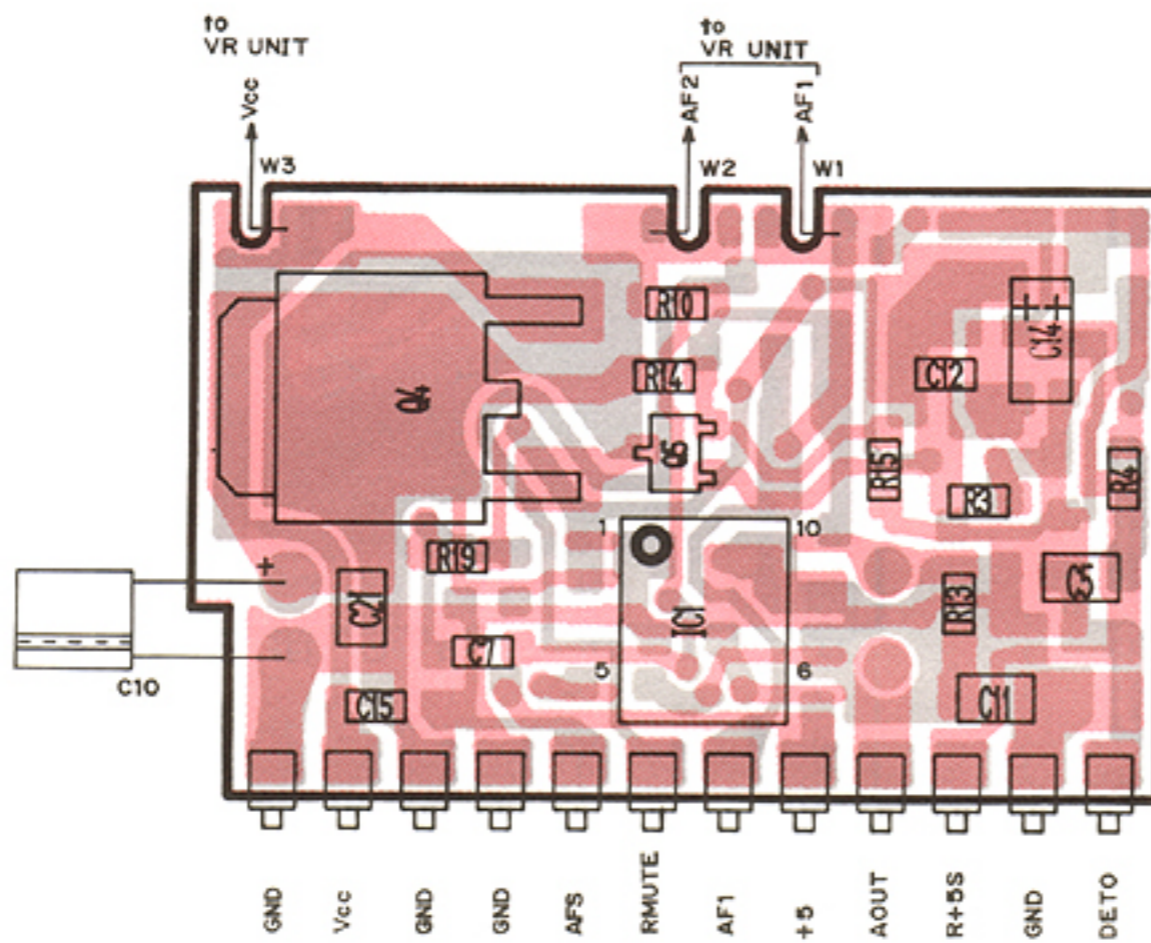 to
VR UNIT
to
VR UNIT
Vcc
AF2
AF1
W3
W2
W1
R10
C14
R14
C12
Q4
Q5
R15
R3
R4
1
10
R19
+
C21
IC1
R13
C5
C7
5
6
C10
C15
C11
GND
Vcc
GND
GND
AFS
RMUTE
AF1
+5
AOUT
R+5S
GND
DETO